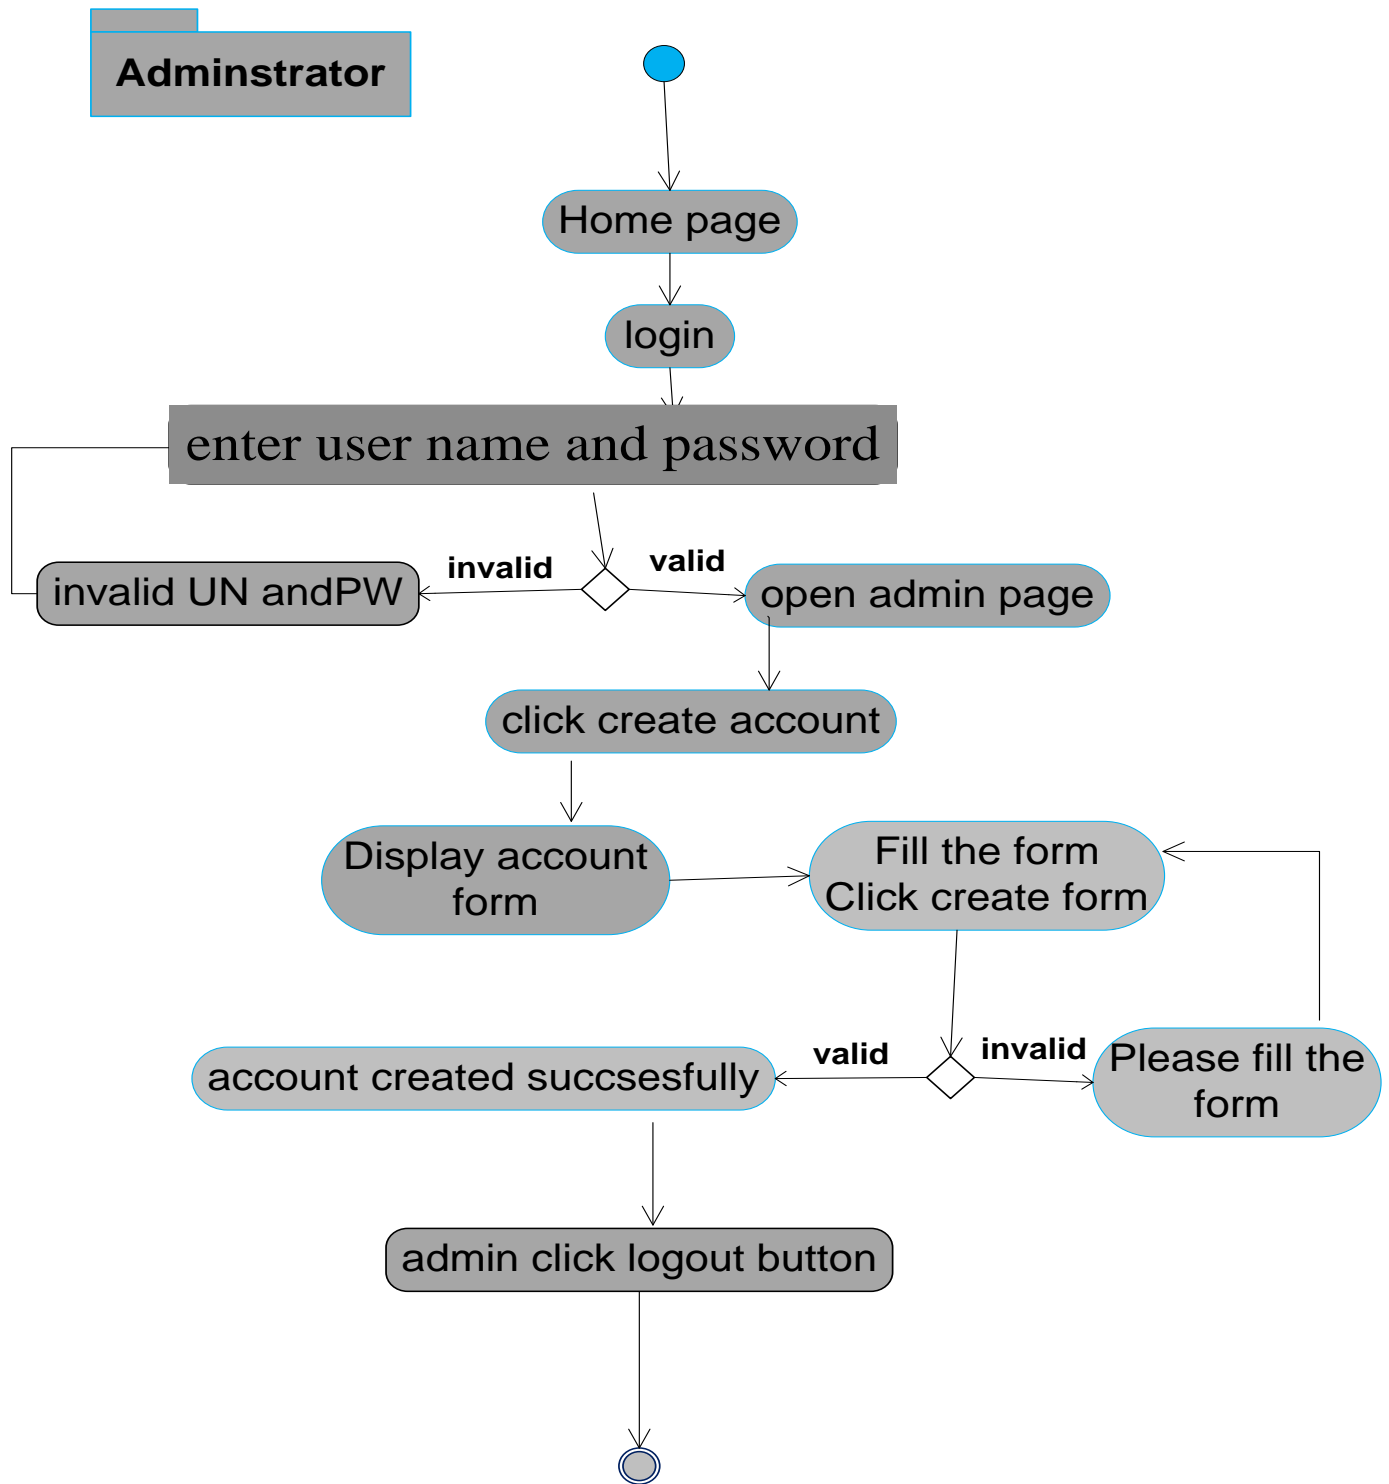 Adminstrator
Home page
login
enter user name and password
invalid
valid
invalid UN andPW
open admin page
click create account
Display account
form
Fill the form
Click create form
valid
invalid
account created succsesfully
Please fill the
form
admin click logout button